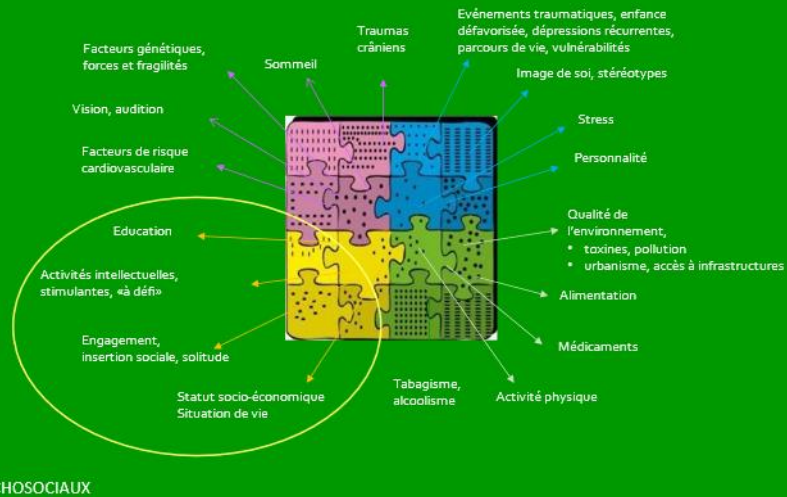 Evénements traumatiques, enfance
défavorisée, dépressions récurrentes,
parcours de vie, vulnérabilités
Traumas
crâniens
Facteurs génétiques,
forces et fragilités
Sommeil
Image de soi, stéréotypes
Vision, audition
Stress
Facteurs de risque
cardiovasculaire
Personnalité
Qualité de
l'environnement,
• toxines, pollution
• urbanisme, accès à infrastructures
Education
Activités intellectuelles,
stimulantes, «à défi»
Alimentation
Engagement,
insertion sociale, solitude
Médicaments
Statut socio-économique
Situation de vie
Tabagisme,
alcoolisme
Activité physique
HOSOCIAUX